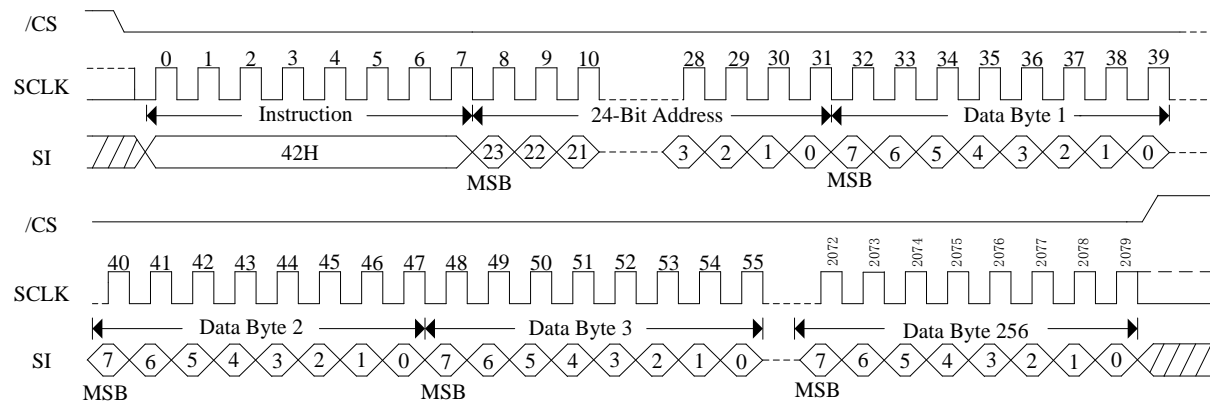 /CS
0 1 2 3 4 5 6 7 8 9 10 28 29 30 31 32 33 34 35 36 37 38 39
SCLK
Instruction 24-Bit Address Data Byte 1
SI 42H 23 22 21 3 2 1 0 7 6 5 4 3 2 1 0
MSB MSB
/CS
40 41 42 43 44 45 46 47 48 49 50 51 52 53 54 55 2072 2073 2074 2075 2076 2077 2078 2079
SCLK
Data Byte 2 Data Byte 3 Data Byte 256
SI 7 6 5 4 3 2 1 0 7 6 5 4 3 2 1 0 7 6 5 4 3 2 1 0
MSB MSB MSB